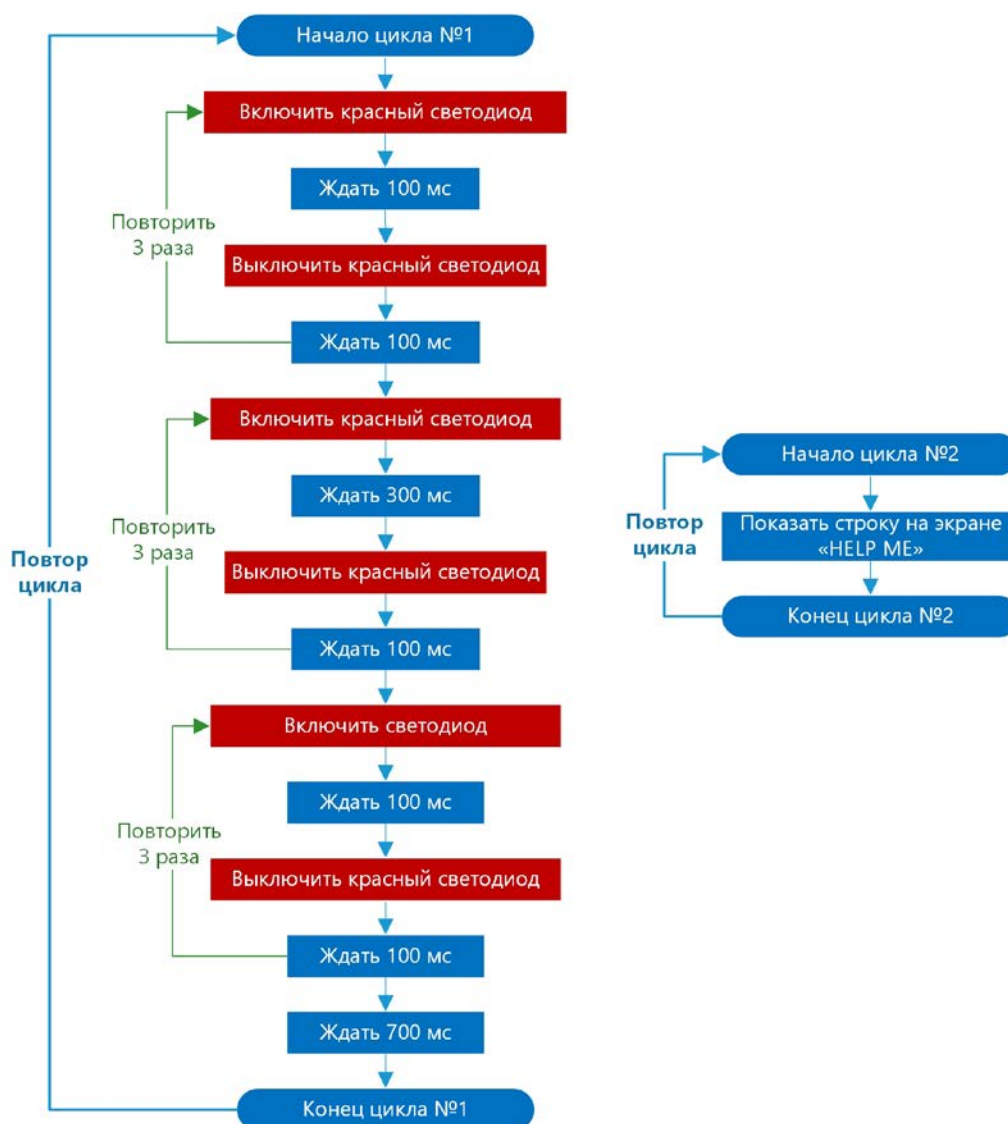 Начало цикла №1
Включить красный светодиод
Ждать 100 мс
Повторить
3 раза
Выключить красный светодиод
Ждать 100 мс
Включить красный светодиод
Ждать 300 мс
Повторить
3 раза
Выключить красный светодиод
Ждать 100 мс
Повтор
цикла
Включить светодиод
Ждать 100 мс
Повторить
3 раза
Выключить красный светодиод
Ждать 100 мс
Ждать 700 мс
Конец цикла №1
Начало цикла №2
Повтор
цикла
Показать строку на экране
«HELP ME»
Конец цикла №2